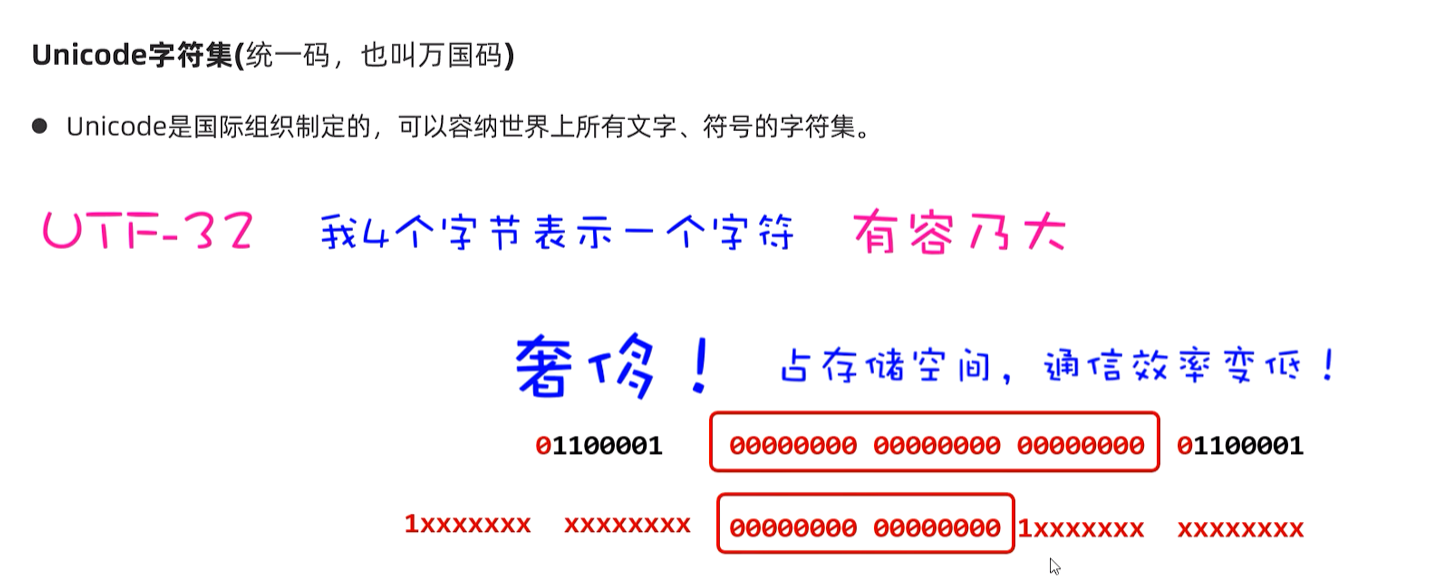 Unicode字符集(统一码，也叫万国码)
● Unicode是国际组织制定的，可以容纳世界上所有文字、符号的字符集。
UTF-32 我4个字节表示一个字符 有容乃大
奢侈！ 占存储空间，通信效率变低！
01100001 00000000 00000000 00000000 01100001
1xxxxxxx xxxxxxxx 00000000 00000000 1xxxxxxx xxxxxxxx